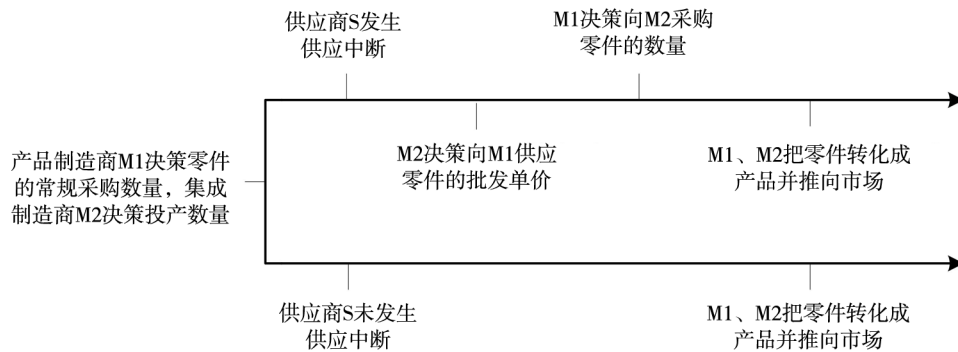 供应商S发生
供应中断
M1决策向M2采购
零件的数量
产品制造商M1决策零件
的常规采购数量，集成
制造商M2决策投产数量
M2决策向M1供应
零件的批发单价
M1、M2把零件转化成
产品并推向市场
供应商S未发生
供应中断
M1、M2把零件转化成
产品并推向市场